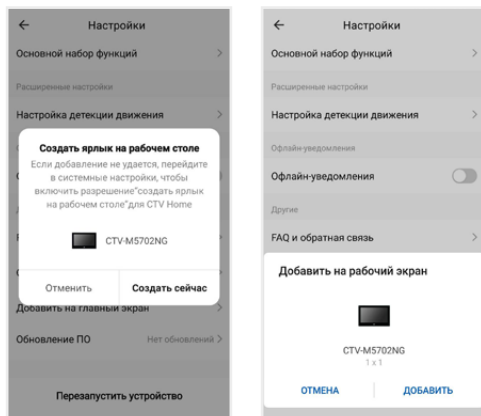 Настройки
Основной набор функций
Расширенные настройки
Настройка детекции движения
Создать ярлык на рабочем столе
Если добавление не удается, перейдите
в системные настройки, чтобы
включить разрешение"создать ярлык
на рабочем столе"для CTV Home
CTV-M5702NG
Отменить
Создать сейчас
Добавить на главный экран
Обновление ПО
Нет обновлений
Перезапустить устройство
Настройки
Основной набор функций
Расширенные настройки
Настройка детекции движения
Офлайн-уведомления
Офлайн-уведомления
Другие
FAQ и обратная связь
Добавить на рабочий экран
CTV-M5702NG
1 x 1
ОТМЕНА
ДОБАВИТЬ